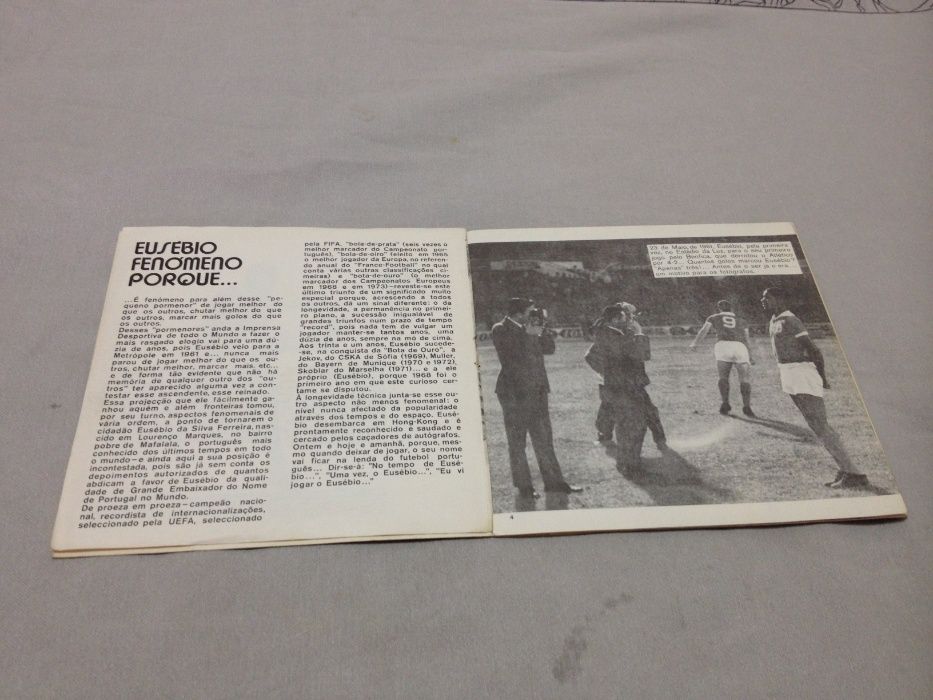 EUSÉBIO
FENÓMENO
PORQUE...
...É fenómeno para além desse "pe-
queno pormenor" de jogar melhor do
que os outros, chutar melhor do que
os outros, marcar mais golos do que
os outros.
Desses "pormenores" anda a Imprensa
Desportiva de todo o Mundo a fazer o
mais rasgado elogio vai para uma dú-
zia de anos, pois Eusébio veio para a
Metrópole em 1961 e... nunca mais
parou de jogar melhor do que os ou-
tros, chutar melhor, marcar mais, etc...
e de forma tão evidente que não há
memória de qualquer outro dos "ou-
tros" ter aparecido alguma vez a con-
testar esse ascendente, esse reinado.
Essa projecção que ele fàcilmente ga-
nhou aquém e além fronteiras tomou,
por seu turno, aspectos fenomenais de
vária ordem, a ponto de tornarem o
cidadão Eusébio da Silva Ferreira, nas-
cido em Lourenço Marques, no bairro
pobre de Mafalala, o português mais
conhecido dos últimos tempos em todo
o mundo – e ainda aqui a sua posição é
incontestada, pois são já sem conta os
depoimentos autorizados de quantos
abdicam a favor de Eusébio da quali-
dade de Grande Embaixador do Nome
de Portugal no Mundo.
De proeza em proeza – campeão nacio-
nal, recordista de internacionalizações,
seleccionado pela UEFA, seleccionado
pela FIFA, "bola-de-prata" (seis vezes o
melhor marcador do Campeonato por-
tuguês), "bola-de-oiro" (eleito em 1965
o melhor jogador da Europa, no referen-
do anual do "France-Football" no qual
conta várias outras classificações ci-
meiras) e "bota-de-ouro" (o melhor
marcador dos Campeonatos Europeus
em 1968 e em 1973) – reveste-se este
último triunfo de um significado muito
especial porque, acrescendo a todos
os outros, dá um sinal diferente: o da
longevidade, a permanência no primei-
ro plano, a sucessão inigualável de
grandes triunfos num prazo de tempo
"record", pois nada tem de vulgar um
jogador manter-se tantos anos, uma
dúzia de anos, sempre na mó de cima.
Aos trinta e um anos, Eusébio sucede-
-se, na conquista da "Bota de Ouro", a
Jekov, do CSKA de Sófia (1969), Muller,
do Bayern de Munique (1970 e 1972),
Skobiar do Marselha (1971)... e a ele
próprio (Eusébio), porque 1968 foi o
primeiro ano em que este curioso cer-
tame se disputou.
À longevidade técnica junta-se esse ou-
tro aspecto não menos fenomenal: o
nível nunca afectado da popularidade
através dos tempos e do espaço. Eusé-
bio desembarca em Hong-Kong e é
prontamente reconhecido e saudado e
cercado pelos caçadores de autógrafos.
Ontem e hoje e amanhã, porque, mes-
mo quando deixar de jogar, o seu nome
vai ficar na lenda do futebol portu-
guês... Dir-se-á: "No tempo de Eusé-
bio...", "Uma vez, o Eusébio...", "Eu vi
jogar o Eusébio..."
23 de Maio, de 1961, Eusébio, pela primeira
vez, no Estádio da Luz, para o seu primeiro
jogo pelo Benfica, que derrotou o Atlético
por 4-2... Quantos golos marcou Eusébio?
"Apenas" três!... Antes de o ser já o era...
um motivo para os fotógrafos.
9
4